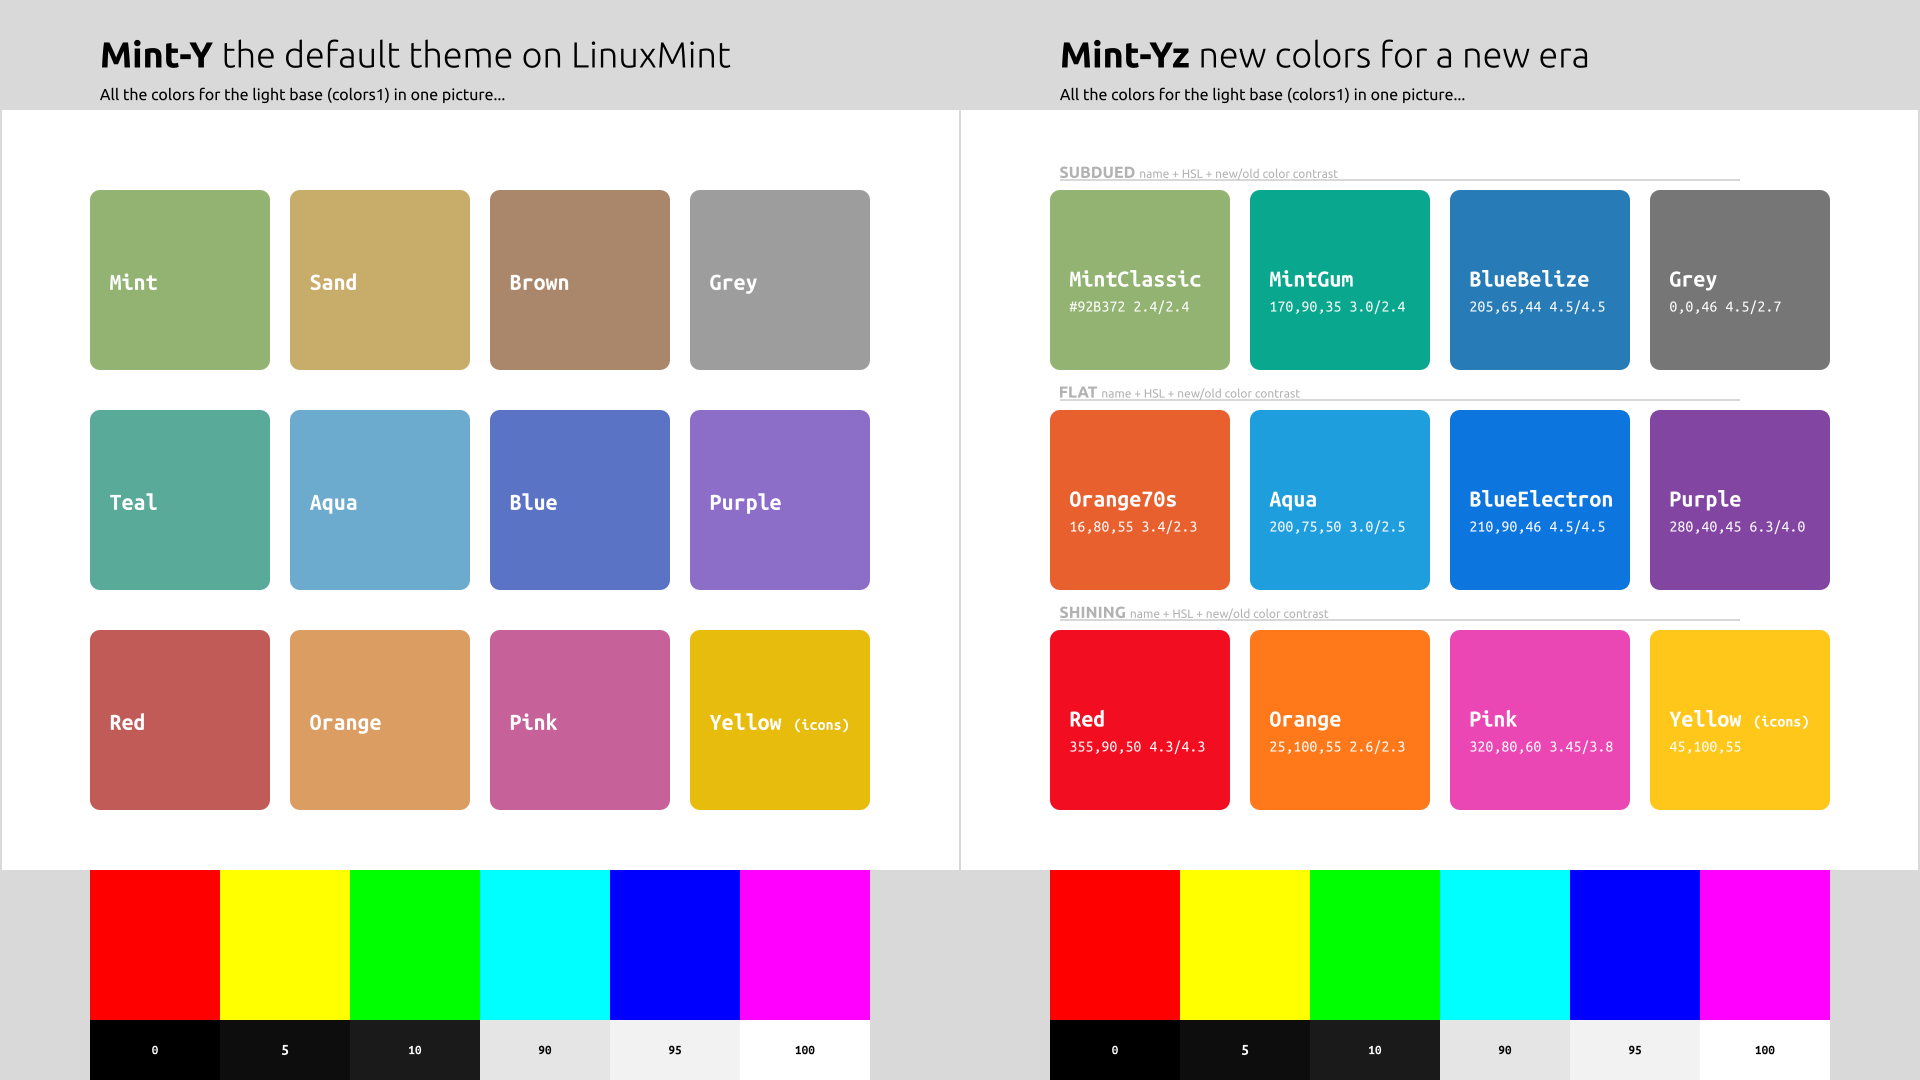 Mint-Y the default theme on LinuxMint
All the colors for the light base (colors1) in one picture...
Mint
Sand
Brown
Grey
Teal
Aqua
Blue
Purple
Red
Orange
Pink
Yellow (icons)
0
5
10
90
95
100
Mint-Yz new colors for a new era
All the colors for the light base (colors1) in one picture...
SUBDUED name + HSL + new/old color contrast
MintClassic
#92B372 2.4/2.4
MintGum
170,90,35 3.0/2.4
BlueBelize
205,65,44 4.5/4.5
Grey
0,0,46 4.5/2.7
FLAT name + HSL + new/old color contrast
Orange70s
16,80,55 3.4/2.3
Aqua
200,75,50 3.0/2.5
BlueElectron
210,90,46 4.5/4.5
Purple
280,40,45 6.3/4.0
SHINING name + HSL + new/old color contrast
Red
355,90,50 4.3/4.3
Orange
25,100,55 2.6/2.3
Pink
320,80,60 3.45/3.8
Yellow (icons)
45,100,55
0
5
10
90
95
100